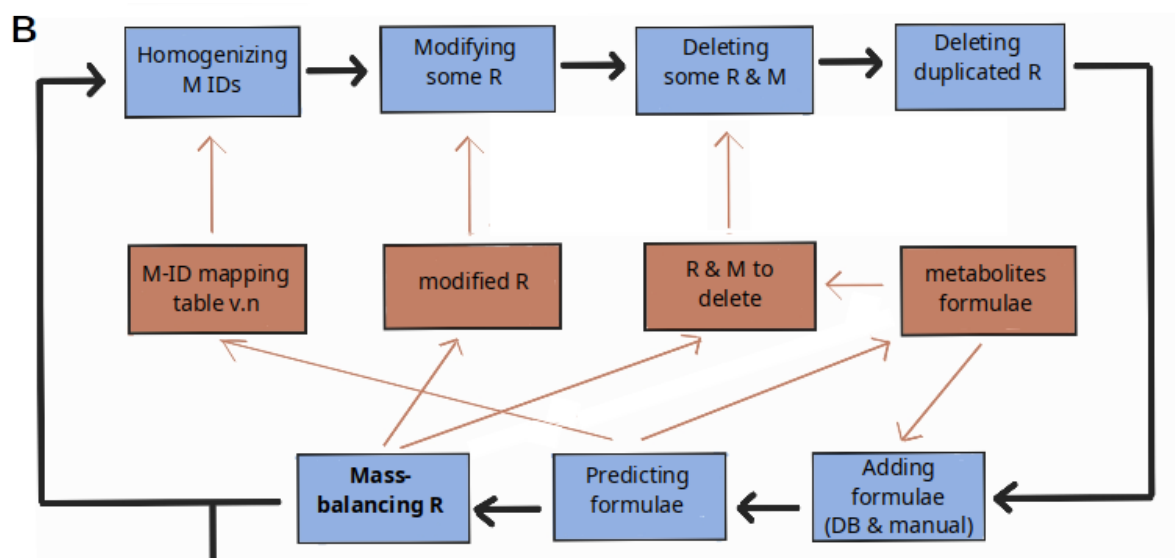 B
Homogenizing
M IDs
Modifying
some R
Deleting
some R & M
Deleting
duplicated R
M-ID mapping
table v.n
modified R
R & M to
delete
metabolites
formulae
Mass-
balancing R
Predicting
formulae
Adding
formulae
(DB & manual)